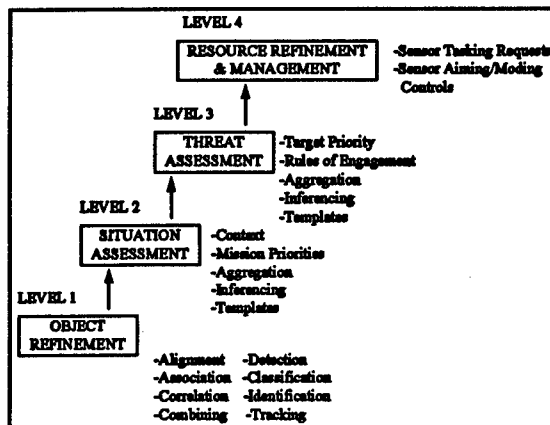 LEVEL 4
RESOURCE REFINEMENT
& MANAGEMENT
-Sensor Tasking Requests
-Sensor Aiming/Moding
Controls
LEVEL 3
THREAT
ASSESSMENT
-Target Priority
-Rules of Engagement
-Aggregation
-Inferencing
-Templates
LEVEL 2
SITUATION
ASSESSMENT
-Context
-Mission Priorities
-Aggregation
-Inferencing
-Templates
LEVEL 1
OBJECT
REFINEMENT
-Alignment -Detection
-Association -Classification
-Correlation -Identification
-Combining -Tracking